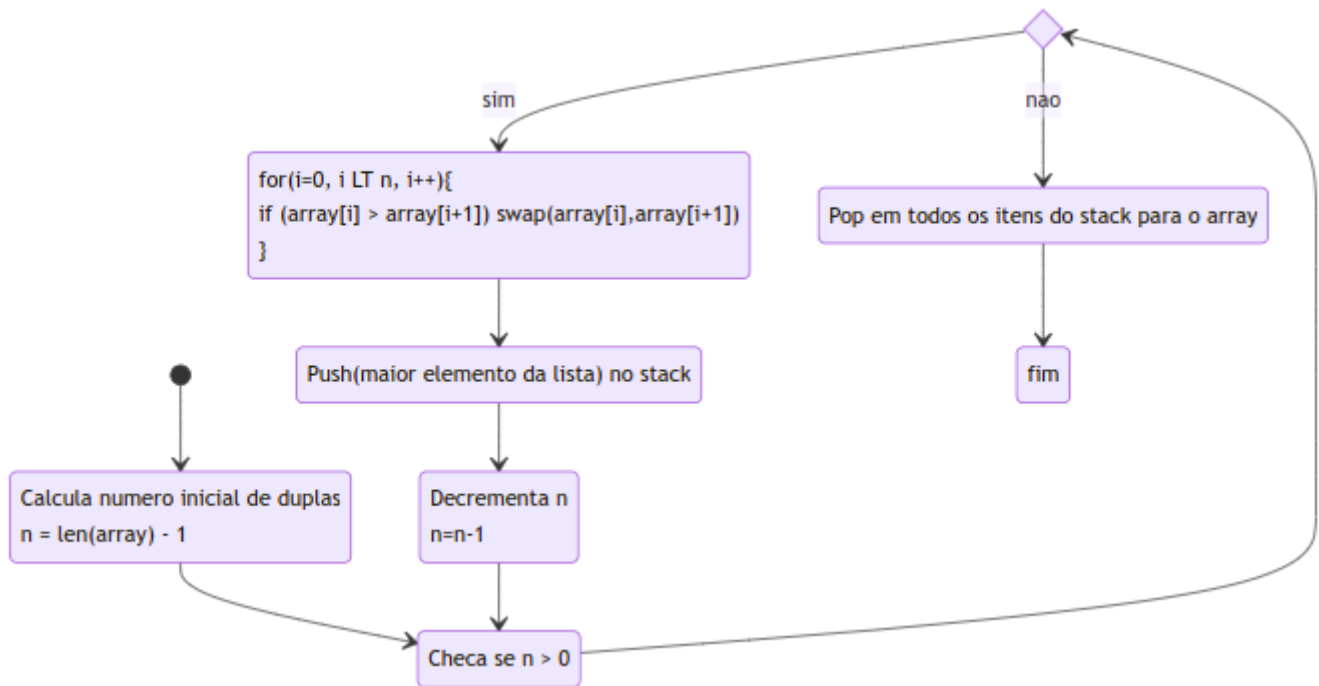 sim
nao
for(i=0, i LT n, i++){
if (array[i] > array[i+1]) swap(array[i],array[i+1])
}
Pop em todos os itens do stack para o array
Push(maior elemento da lista) no stack
fim
Calcula numero inicial de duplas
n = len(array) - 1
Decrementa n
n=n-1
Checa se n > 0